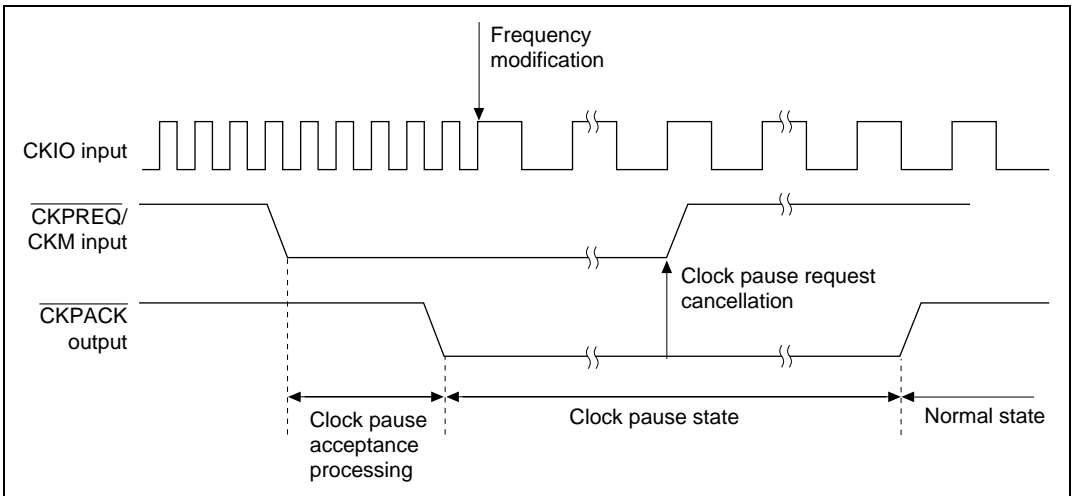 Frequency
modification
CKIO input
CKPREQ/
CKM input
Clock pause request
cancellation
CKPACK
output
Clock pause
acceptance
processing
Clock pause state
Normal state